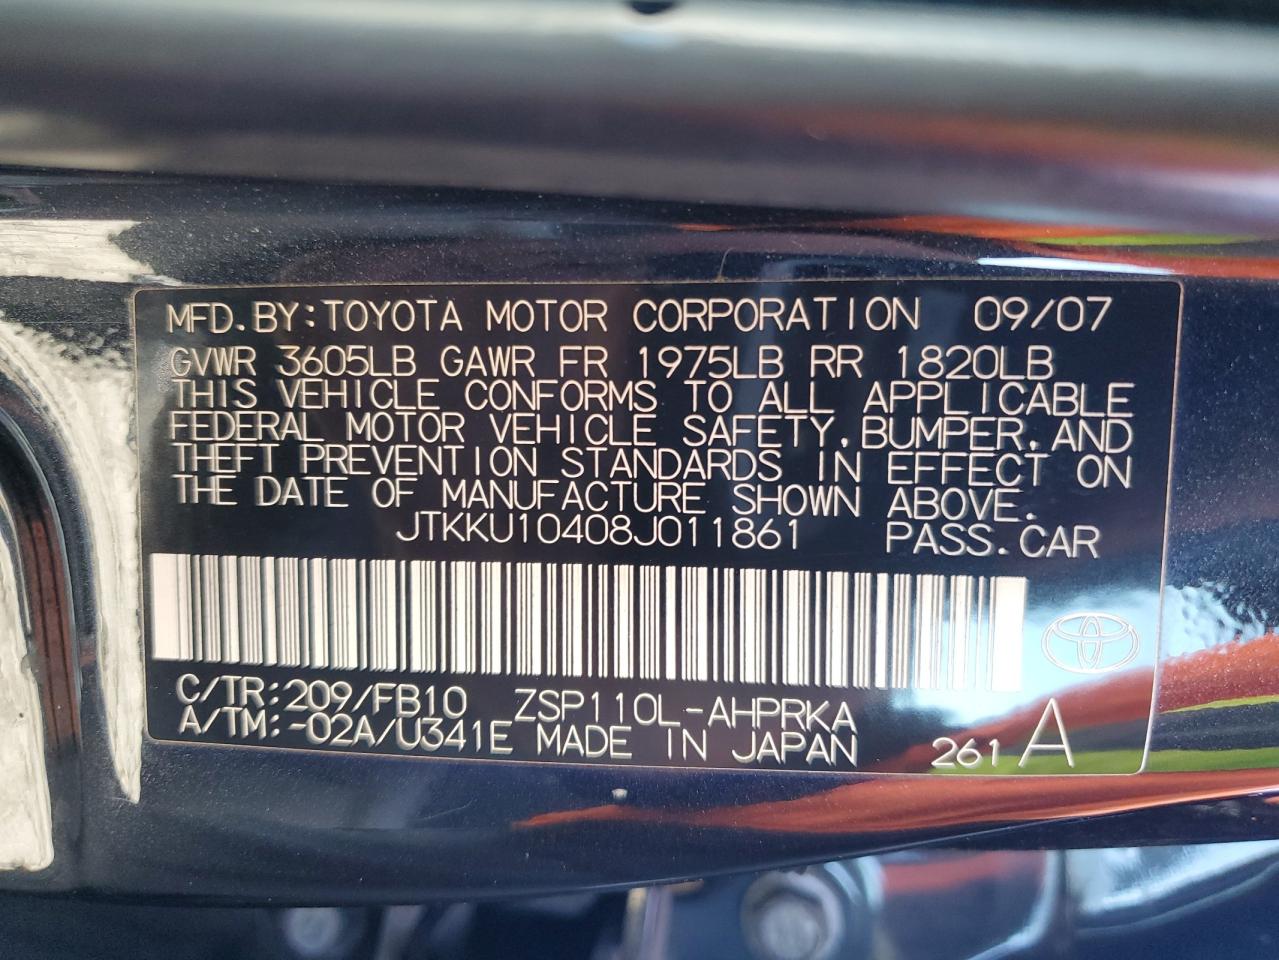 MFD.BY:TOYOTA MOTOR CORPORATION 09/07
GVWR 3605LB GAWR FR 1975LB RR 1820LB
THIS VEHICLE CONFORMS TO ALL APPLICABLE
FEDERAL MOTOR VEHICLE SAFETY,BUMPER,AND
THEFT PREVENTION STANDARDS IN EFFECT ON
THE DATE OF MANUFACTURE SHOWN ABOVE.
JTKKU10408J011861 PASS.CAR
C/TR:209/FB10 ZSP110L-AHPRKA
A/TM:-02A/U341E MADE IN JAPAN 261 A